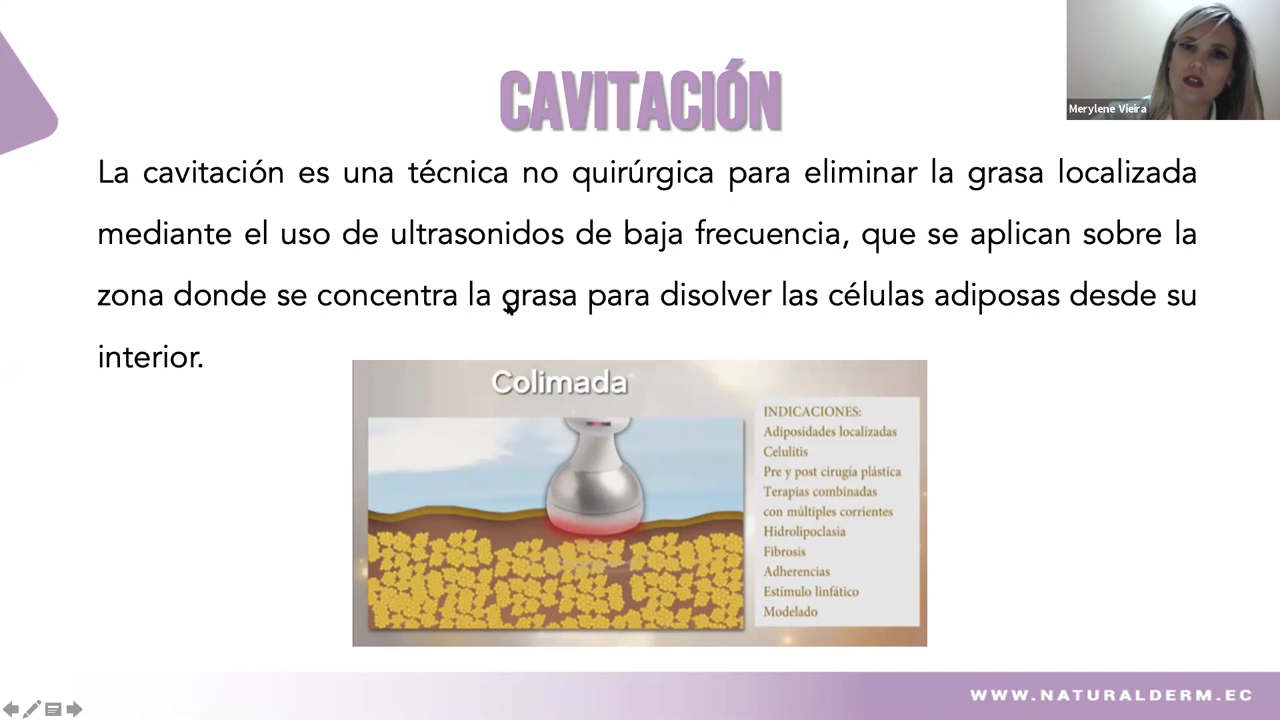 CAVITACIÓN
Merylene Vieira
La cavitación es una técnica no quirúrgica para eliminar la grasa localizada
mediante el uso de ultrasonidos de baja frecuencia, que se aplican sobre la
zona donde se concentra la grasa para disolver las células adiposas desde su
interior.
Colimada
INDICACIONES:
Adiposidades localizadas
Celulitis
Pre y post cirugía plástica
Terapias combinadas
con múltiples corrientes
Hidrolipoclasia
Fibrosis
Adherencias
Estímulo linfático
Modelado
WWW.NATURALDERM.EC